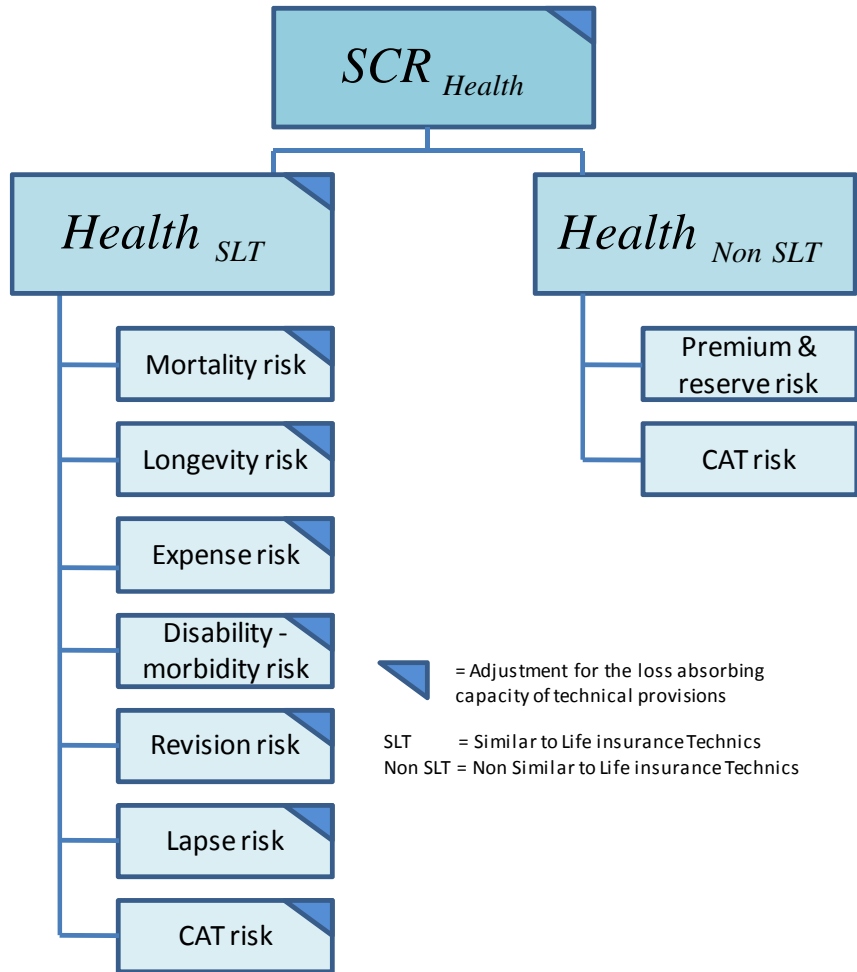 SCR Health
Health SLT
Health Non SLT
Mortality risk
Longevity risk
Expense risk
Disability -
morbidity risk
Revision risk
Lapse risk
CAT risk
Premium &
reserve risk
CAT risk
= Adjustment for the loss absorbing
capacity of technical provisions
SLT = Similar to Life insurance Technics
Non SLT = Non Similar to Life insurance Technics